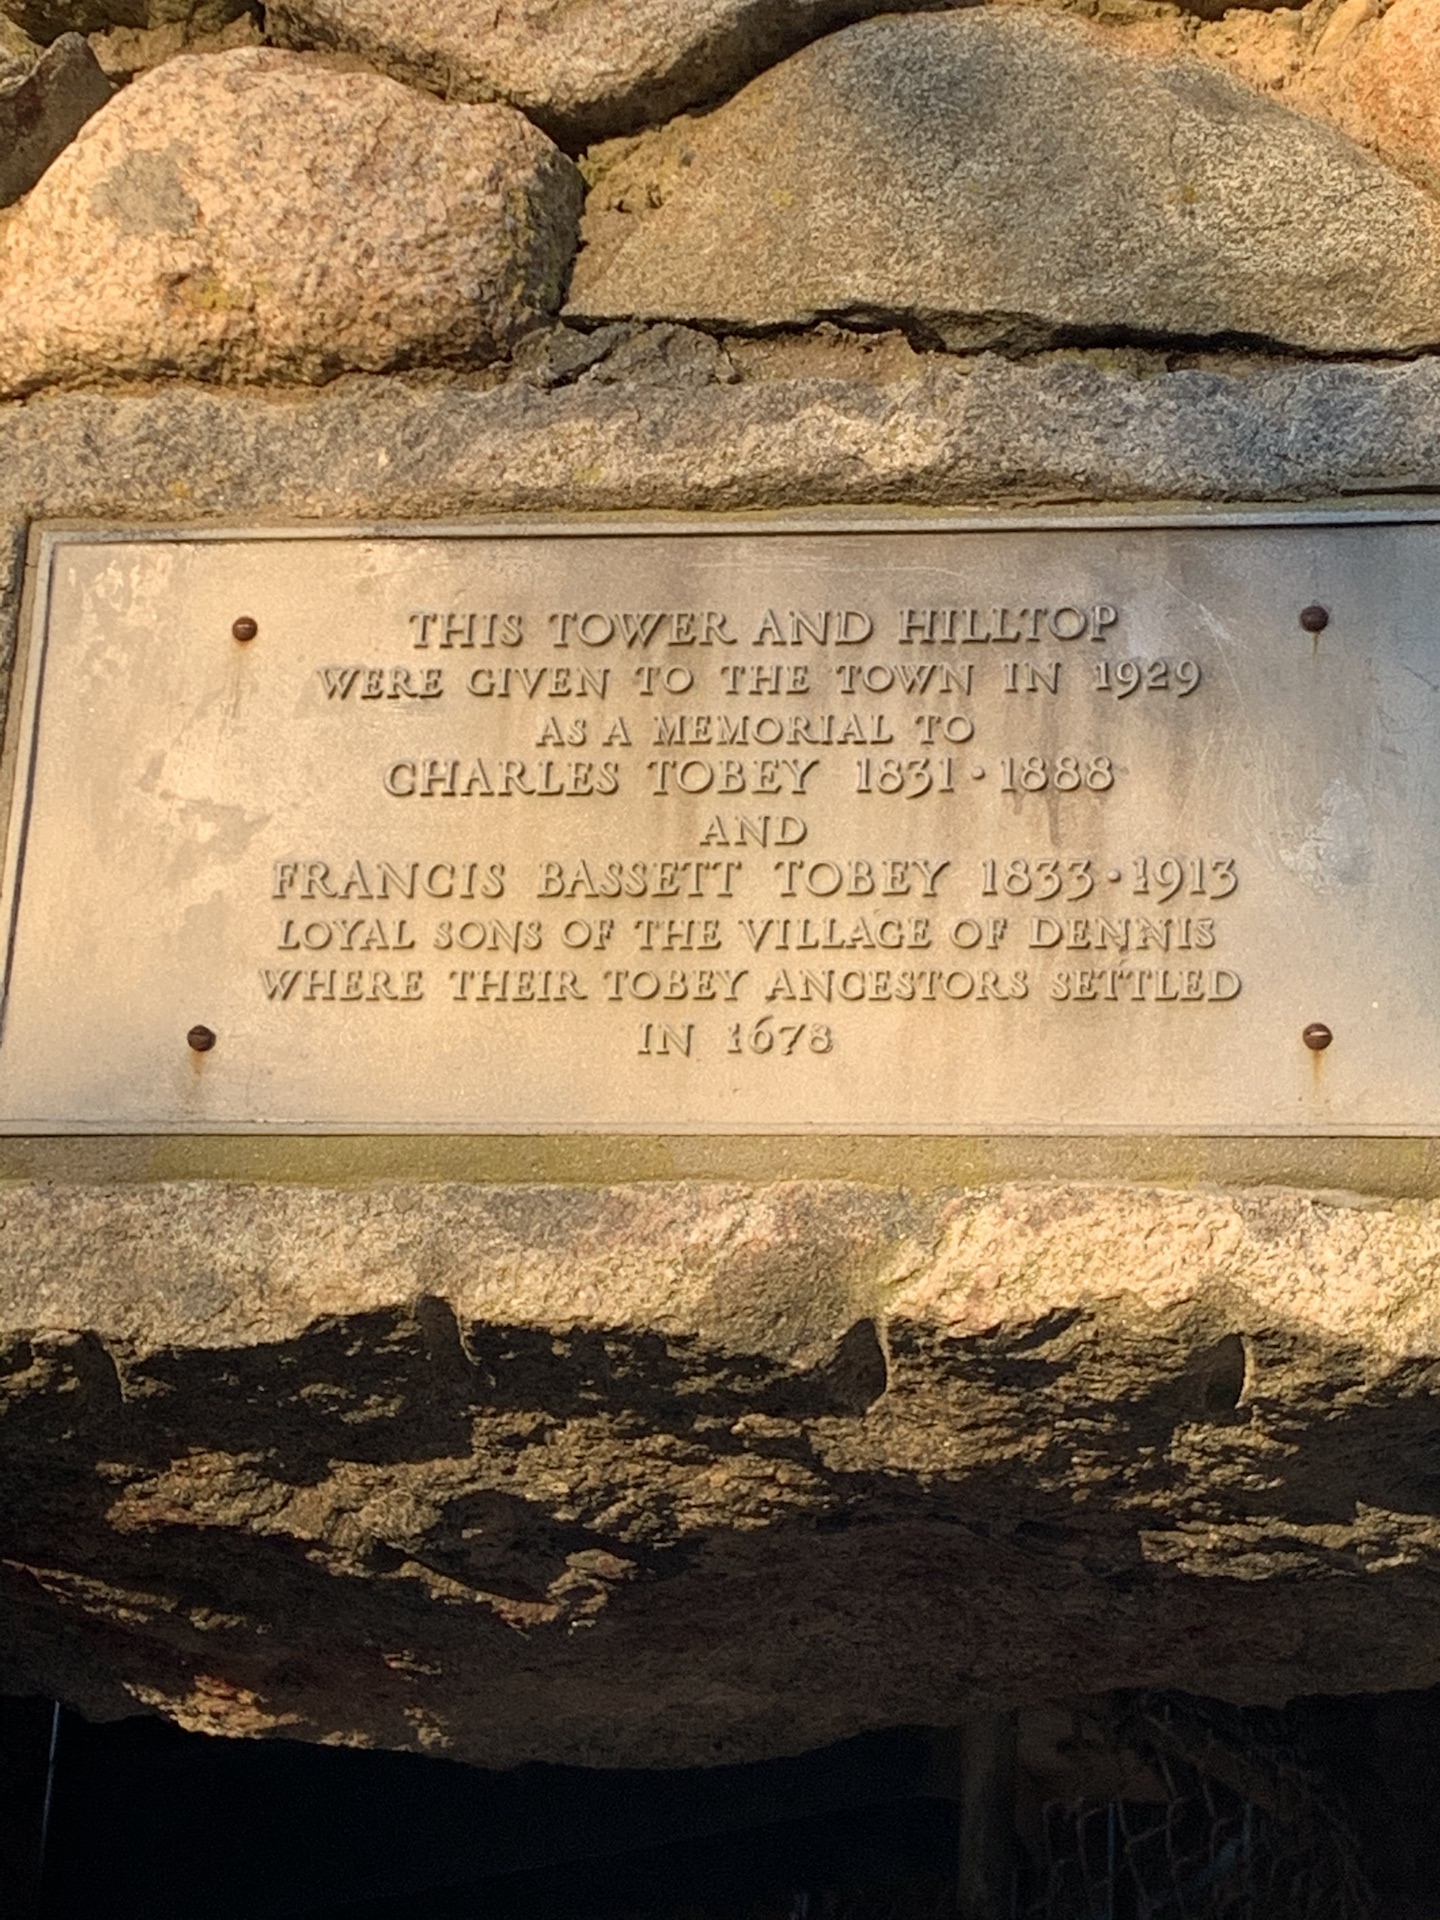 THIS TOWER AND HILLTOP
WERE GIVEN TO THE TOWN IN 1929
AS A MEMORIAL TO
CHARLES TOBEY 1831·1888
AND
FRANCIS BASSETT TOBEY 1833·1913
LOYAL SONS OF THE VILLAGE OF DENNIS
WHERE THEIR TOBEY ANCESTORS SETTLED
IN 1678